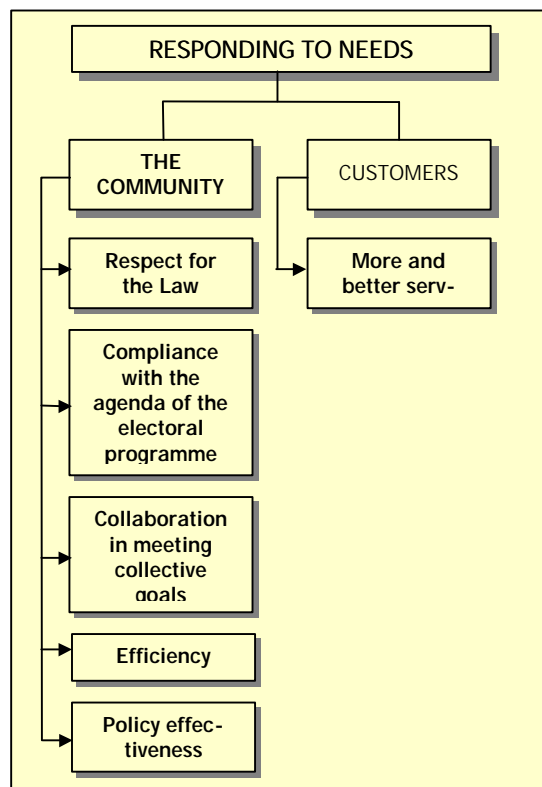 RESPONDING TO NEEDS
THE
COMMUNITY
CUSTOMERS
Respect for
the Law
More and
better serv-
Compliance
with the
agenda of the
electoral
programme
Collaboration
in meeting
collective
goals
Efficiency
Policy effec-
tiveness